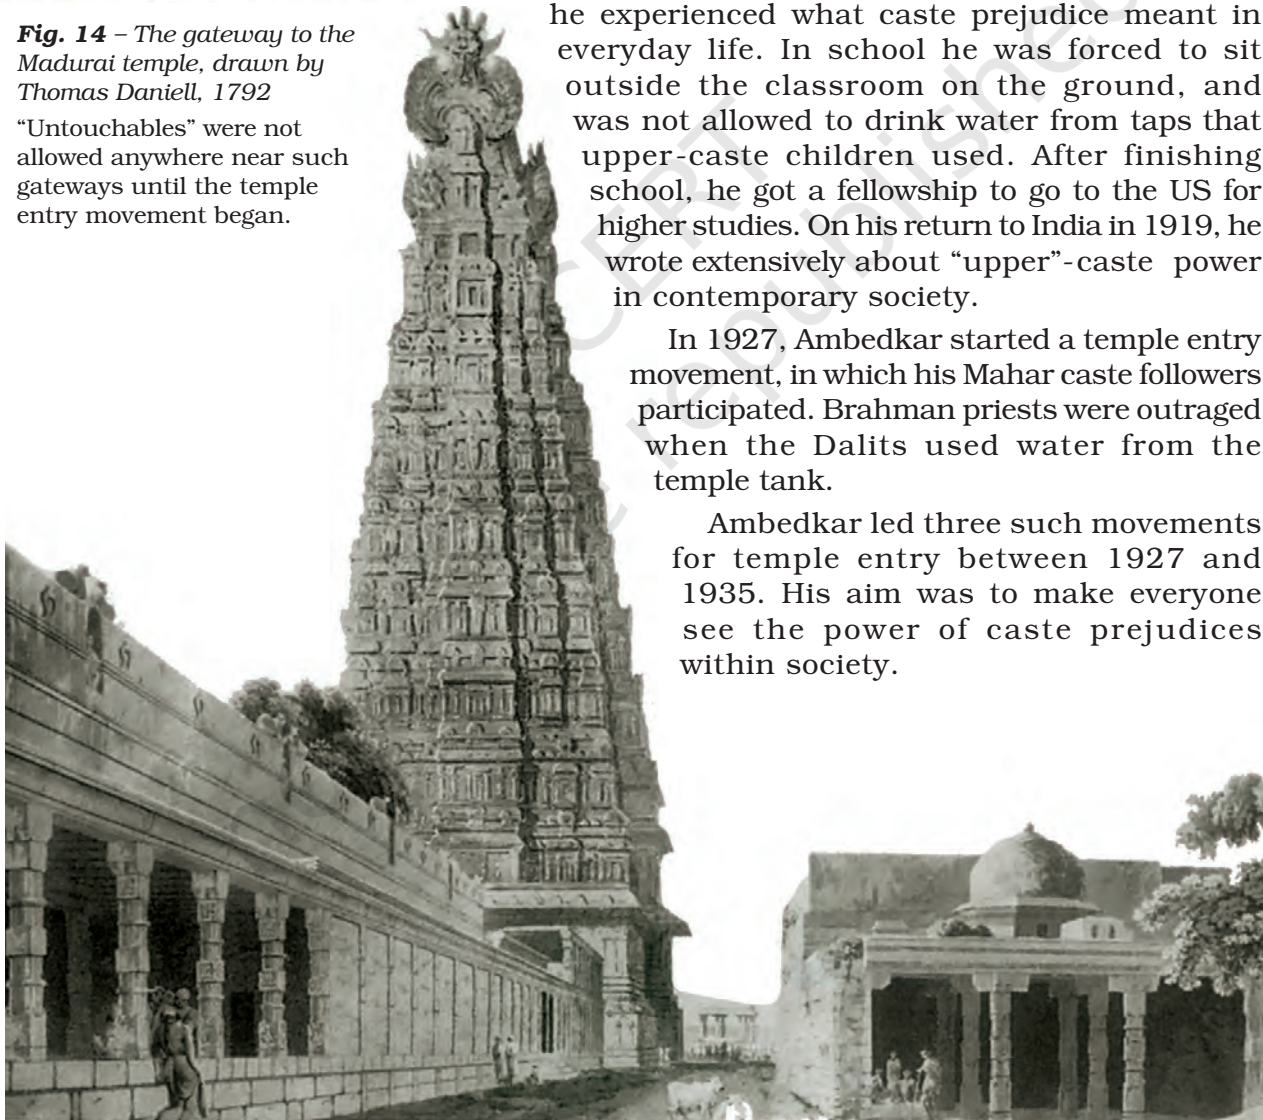 Fig. 14 – The gateway to the
Madurai temple, drawn by
Thomas Daniell, 1792
“Untouchables” were not
allowed anywhere near such
gateways until the temple
entry movement began.
he experienced what caste prejudice meant in
everyday life. In school he was forced to sit
outside the classroom on the ground, and
was not allowed to drink water from taps that
upper-caste children used. After finishing
school, he got a fellowship to go to the US for
higher studies. On his return to India in 1919, he
wrote extensively about “upper”-caste power
in contemporary society.
In 1927, Ambedkar started a temple entry
movement, in which his Mahar caste followers
participated. Brahman priests were outraged
when the Dalits used water from the
temple tank.
Ambedkar led three such movements
for temple entry between 1927 and
1935. His aim was to make everyone
see the power of caste prejudices
within society.
republished